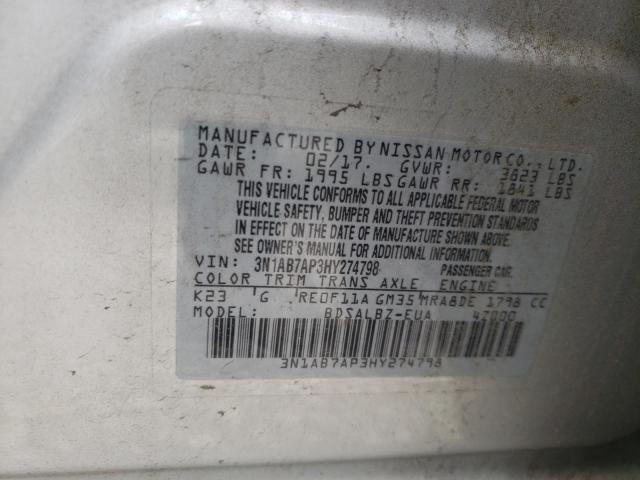 MANUFACTURED BY NISSAN MOTOR CO., LTD.
DATE: 02/17. GVWR: 3823 LBS
GAWR FR: 1995 LBS GAWR RR: 1841 LBS
THIS VEHICLE CONFORMS TO ALL APPLICABLE FEDERAL MOTOR
VEHICLE SAFETY, BUMPER AND THEFT PREVENTION STANDARDS
IN EFFECT ON THE DATE OF MANUFACTURE SHOWN ABOVE.
SEE OWNER'S MANUAL FOR ADDITIONAL INFORMATION.
VIN: 3N1AB7AP3HY274798 PASSENGER CAR
COLOR TRIM TRANS AXLE ENGINE
K23 G RE0F11A GM35 MRA8DE 1798 CC
MODEL: BDSALBZ-EUA 4Z000
3N1AB7AP3HY274798